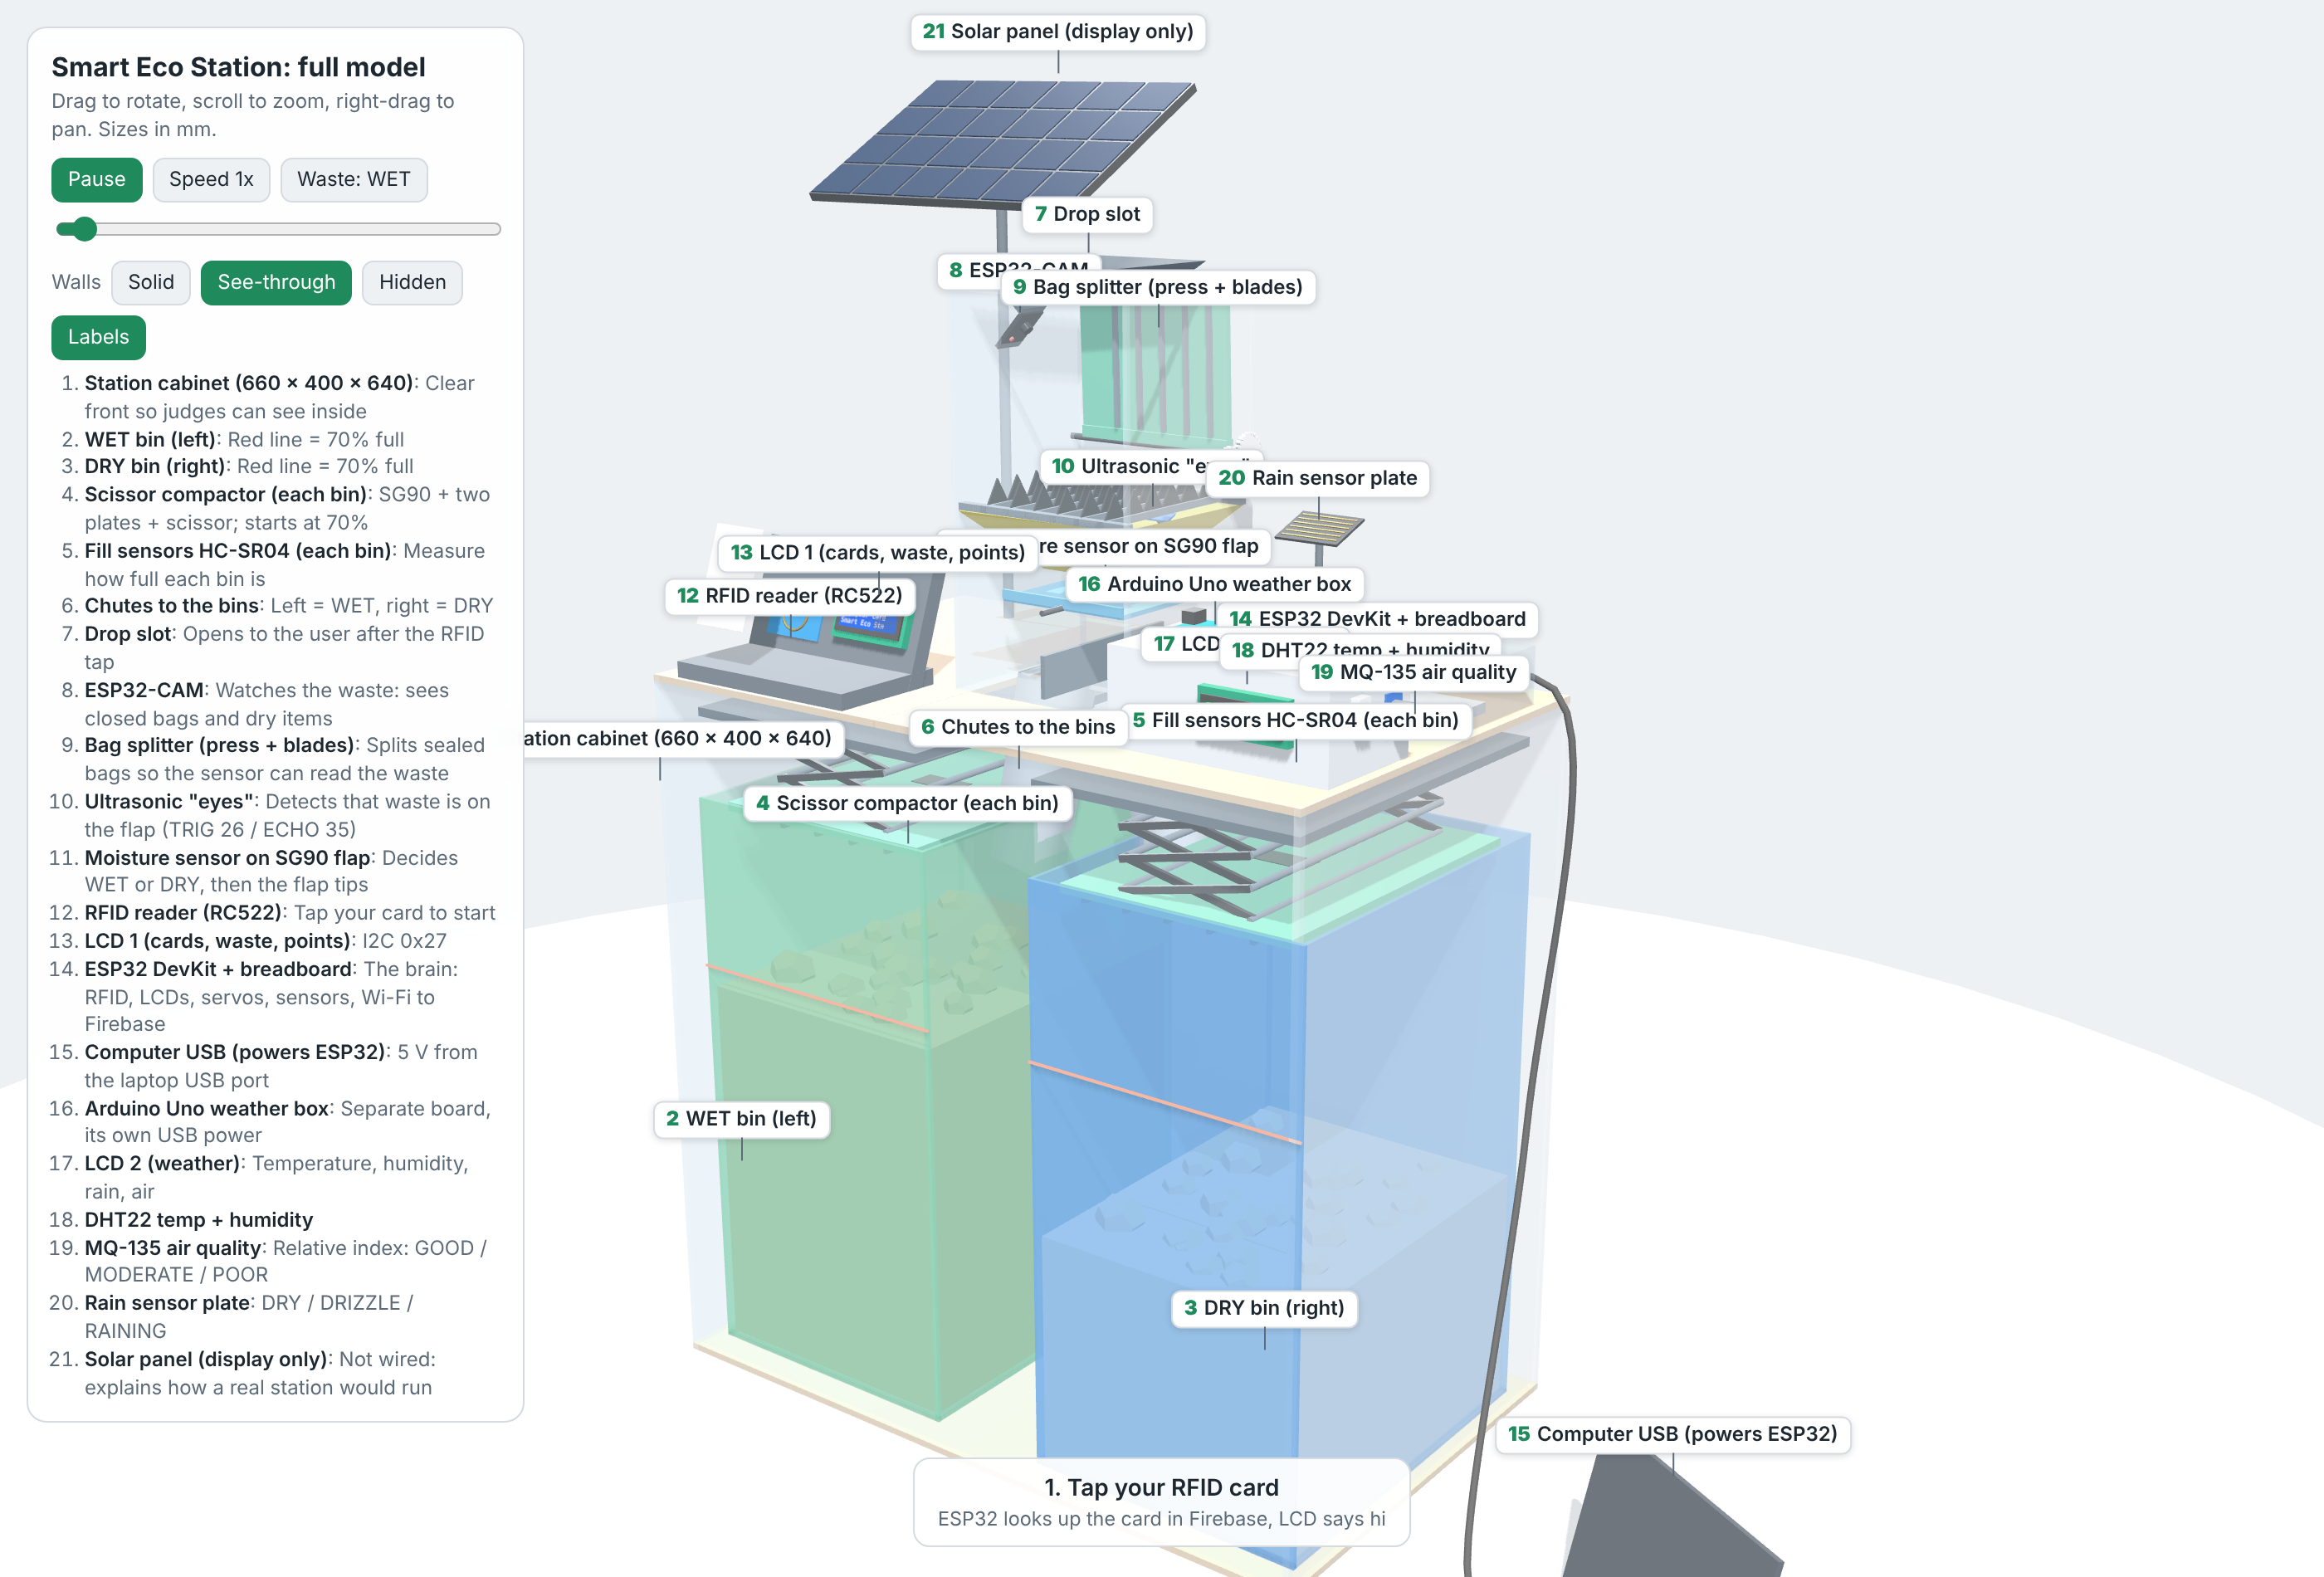 Smart Eco Station: full model
Drag to rotate, scroll to zoom, right-drag to
pan. Sizes in mm.
Pause
Speed 1x
Waste: WET
Walls
Solid
See-through
Hidden
Labels
1. Station cabinet (660 × 400 × 640): Clear
front so judges can see inside
2. WET bin (left): Red line = 70% full
3. DRY bin (right): Red line = 70% full
4. Scissor compactor (each bin): SG90 + two
plates + scissor; starts at 70%
5. Fill sensors HC-SR04 (each bin): Measure
how full each bin is
6. Chutes to the bins: Left = WET, right = DRY
7. Drop slot: Opens to the user after the RFID
tap
8. ESP32-CAM: Watches the waste: sees
closed bags and dry items
9. Bag splitter (press + blades): Splits sealed
bags so the sensor can read the waste
10. Ultrasonic "eyes": Detects that waste is on
the flap (TRIG 26 / ECHO 35)
11. Moisture sensor on SG90 flap: Decides
WET or DRY, then the flap tips
12. RFID reader (RC522): Tap your card to start
13. LCD 1 (cards, waste, points): I2C 0x27
14. ESP32 DevKit + breadboard: The brain:
RFID, LCDs, servos, sensors, Wi-Fi to
Firebase
15. Computer USB (powers ESP32): 5 V from
the laptop USB port
16. Arduino Uno weather box: Separate board,
its own USB power
17. LCD 2 (weather): Temperature, humidity,
rain, air
18. DHT22 temp + humidity
19. MQ-135 air quality: Relative index: GOOD /
MODERATE / POOR
20. Rain sensor plate: DRY / DRIZZLE /
RAINING
21. Solar panel (display only): Not wired:
explains how a real station would run
21 Solar panel (display only)
7 Drop slot
8 ESP32-CAM
9 Bag splitter (press + blades)
10 Ultrasonic "e
20 Rain sensor plate
13 LCD 1 (cards, waste, points)
re sensor on SG90 flap
16 Arduino Uno weather box
12 RFID reader (RC522)
Smart Eco Sta
14 ESP32 DevKit + breadboard
17 LCD
18 DHT22 temp + humidity
19 MQ-135 air quality
ation cabinet (660 × 400 × 640)
6 Chutes to the bins
5 Fill sensors HC-SR04 (each bin)
4 Scissor compactor (each bin)
2 WET bin (left)
3 DRY bin (right)
15 Computer USB (powers ESP32)
1. Tap your RFID card
ESP32 looks up the card in Firebase, LCD says hi